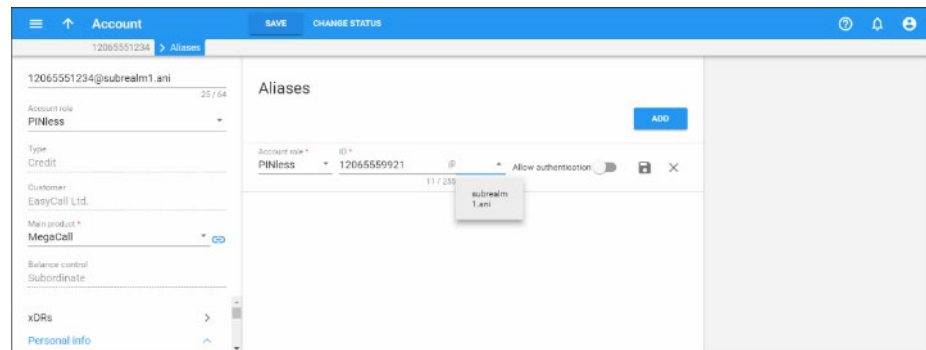 Account
SAVE
CHANGE STATUS
12065551234
Aliases
12065551234@subrealm1.ani
25 / 64
Account role
PINless
Type
Credit
Customer
EasyCall Ltd.
Main product *
MegaCall
Balance control
Subordinate
xDRs
Personal info
Aliases
ADD
Account role *
PINless
ID *
12065559921
11 / 255
Allow authentication
subrealm
1.ani